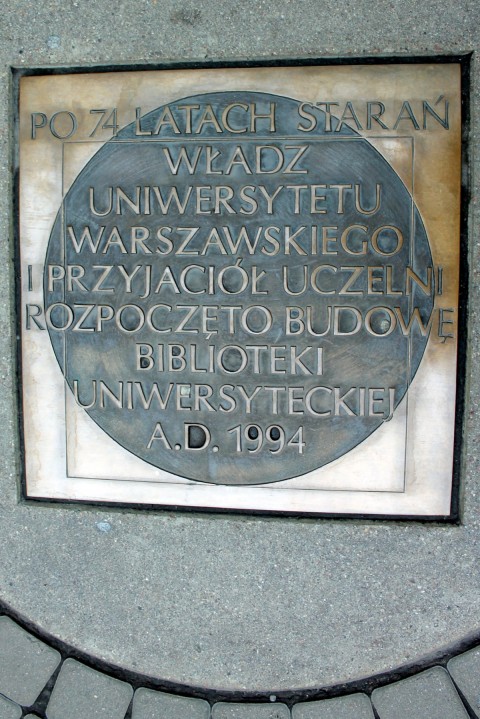 PO 74 LATACH STARAŃ
WŁADZ
UNIWERSYTETU
WARSZAWSKIEGO
I PRZYJACIÓŁ UCZELNI
ROZPOCZĘTO BUDOWĘ
BIBLIOTEKI
UNIWERSYTECKIEJ
A.D. 1994